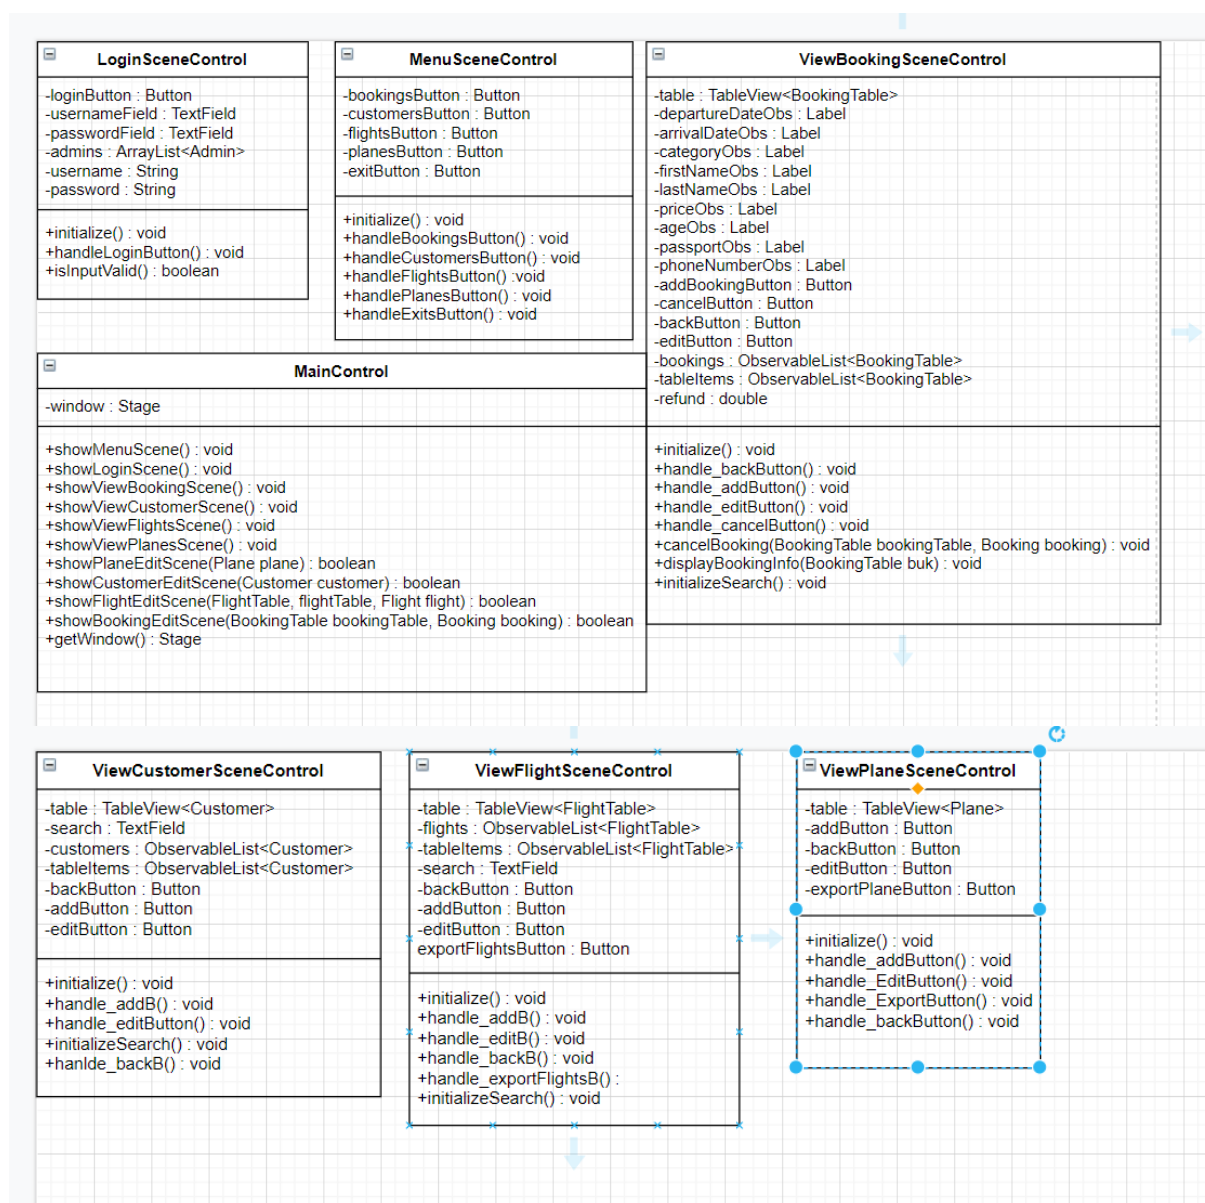 LoginSceneControl
-loginButton : Button
-usernameField : TextField
-passwordField : TextField
-admins : ArrayList<Admin>
-username : String
-password : String
+initialize() : void
+handleLoginButton() : void
+isInputValid() : boolean
MenuSceneControl
-bookingsButton : Button
-customersButton : Button
-flightsButton : Button
-planesButton : Button
-exitButton : Button
+initialize() : void
+handleBookingsButton() : void
+handleCustomersButton() : void
+handleFlightsButton() :void
+handlePlanesButton() : void
+handleExitsButton() : void
ViewBookingSceneControl
-table : TableView<BookingTable>
-departureDateObs : Label
-arrivalDateObs : Label
-categoryObs : Label
-firstNameObs : Label
-lastNameObs : Label
-priceObs : Label
-ageObs : Label
-passportObs : Label
-phoneNumberObs : Label
-addBookingButton : Button
-cancelButton : Button
-backButton : Button
-editButton : Button
-bookings : ObservableList<BookingTable>
-tableItems : ObservableList<BookingTable>
-refund : double
+initialize() : void
+handle_backButton() : void
+handle_addButton() : void
+handle_editButton() : void
+handle_cancelButton() : void
+cancelBooking(BookingTable bookingTable, Booking booking) : void
+displayBookingInfo(BookingTable buk) : void
+initializeSearch() : void
MainControl
-window : Stage
+showMenuScene() : void
+showLoginScene() : void
+showViewBookingScene() : void
+showViewCustomerScene() : void
+showViewFlightsScene() : void
+showViewPlanesScene() : void
+showPlaneEditScene(Plane plane) : boolean
+showCustomerEditScene(Customer customer) : boolean
+showFlightEditScene(FlightTable, flightTable, Flight flight) : boolean
+showBookingEditScene(BookingTable bookingTable, Booking booking) : boolean
+getWindow() : Stage
ViewCustomerSceneControl
-table : TableView<Customer>
-search : TextField
-customers : ObservableList<Customer>
-tableItems : ObservableList<Customer>
-backButton : Button
-addButton : Button
-editButton : Button
+initialize() : void
+handle_addB() : void
+handle_editButton() : void
+initializeSearch() : void
+hanlde_backB() : void
ViewFlightSceneControl
-table : TableView<FlightTable>
-flights : ObservableList<FlightTable>
-tableItems : ObservableList<FlightTable>
-search : TextField
-backButton : Button
-addButton : Button
-editButton : Button
exportFlightsButton : Button
+initialize() : void
+handle_addB() : void
+handle_editB() : void
+handle_backB() : void
+handle_exportFlightsB() :
+initializeSearch() : void
ViewPlaneSceneControl
-table : TableView<Plane>
-addButton : Button
-backButton : Button
-editButton : Button
-exportPlaneButton : Button
+initialize() : void
+handle_addButton() : void
+handle_EditButton() : void
+handle_ExportButton() : void
+handle_backButton() : void